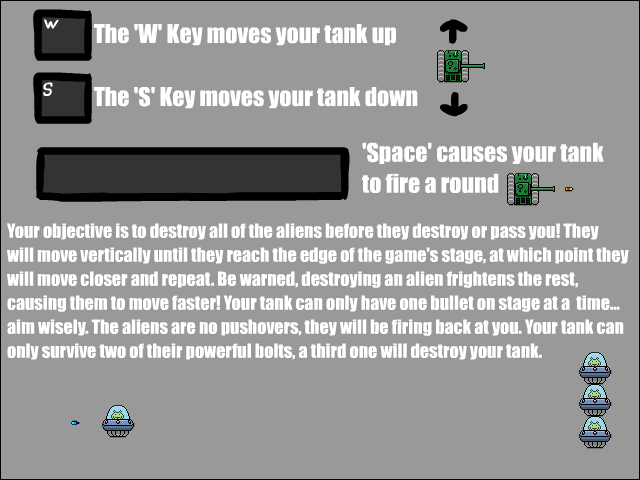 W
The 'W' Key moves your tank up
S
The 'S' Key moves your tank down
'Space' causes your tank
to fire a round
Your objective is to destroy all of the aliens before they destroy or pass you! They
will move vertically until they reach the edge of the game's stage, at which point they
will move closer and repeat. Be warned, destroying an alien frightens the rest,
causing them to move faster! Your tank can only have one bullet on stage at a time...
aim wisely. The aliens are no pushovers, they will be firing back at you. Your tank can
only survive two of their powerful bolts, a third one will destroy your tank.